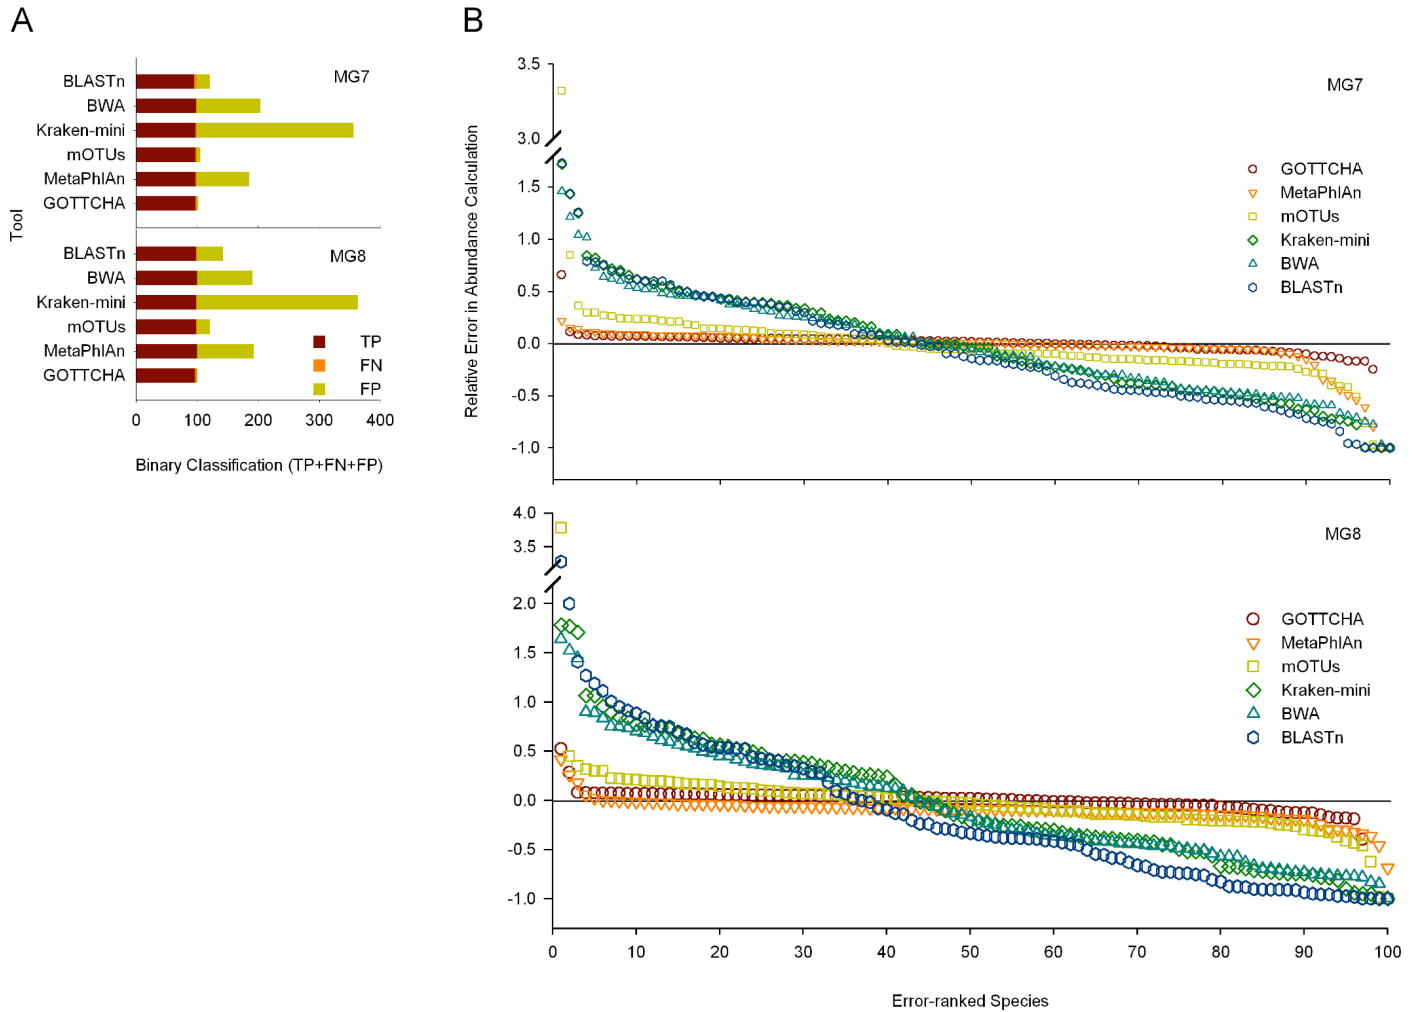 A
MG7
BLASTn
BWA
Kraken-mini
mOTUs
MetaPhlAn
GOTTCHA
Tool
MG8
BLASTn
BWA
Kraken-mini
mOTUs
MetaPhlAn
GOTTCHA
TP
FN
FP
0 100 200 300 400
Binary Classification (TP+FN+FP)
B
Relative Error in Abundance Calculation
MG7
3.5
3.0
1.5
1.0
0.5
0.0
-0.5
-1.0
GOTTCHA
MetaPhlAn
mOTUs
Kraken-mini
BWA
BLASTn
MG8
4.0
3.5
2.0
1.5
1.0
0.5
0.0
-0.5
-1.0
GOTTCHA
MetaPhlAn
mOTUs
Kraken-mini
BWA
BLASTn
0 10 20 30 40 50 60 70 80 90 100
Error-ranked Species